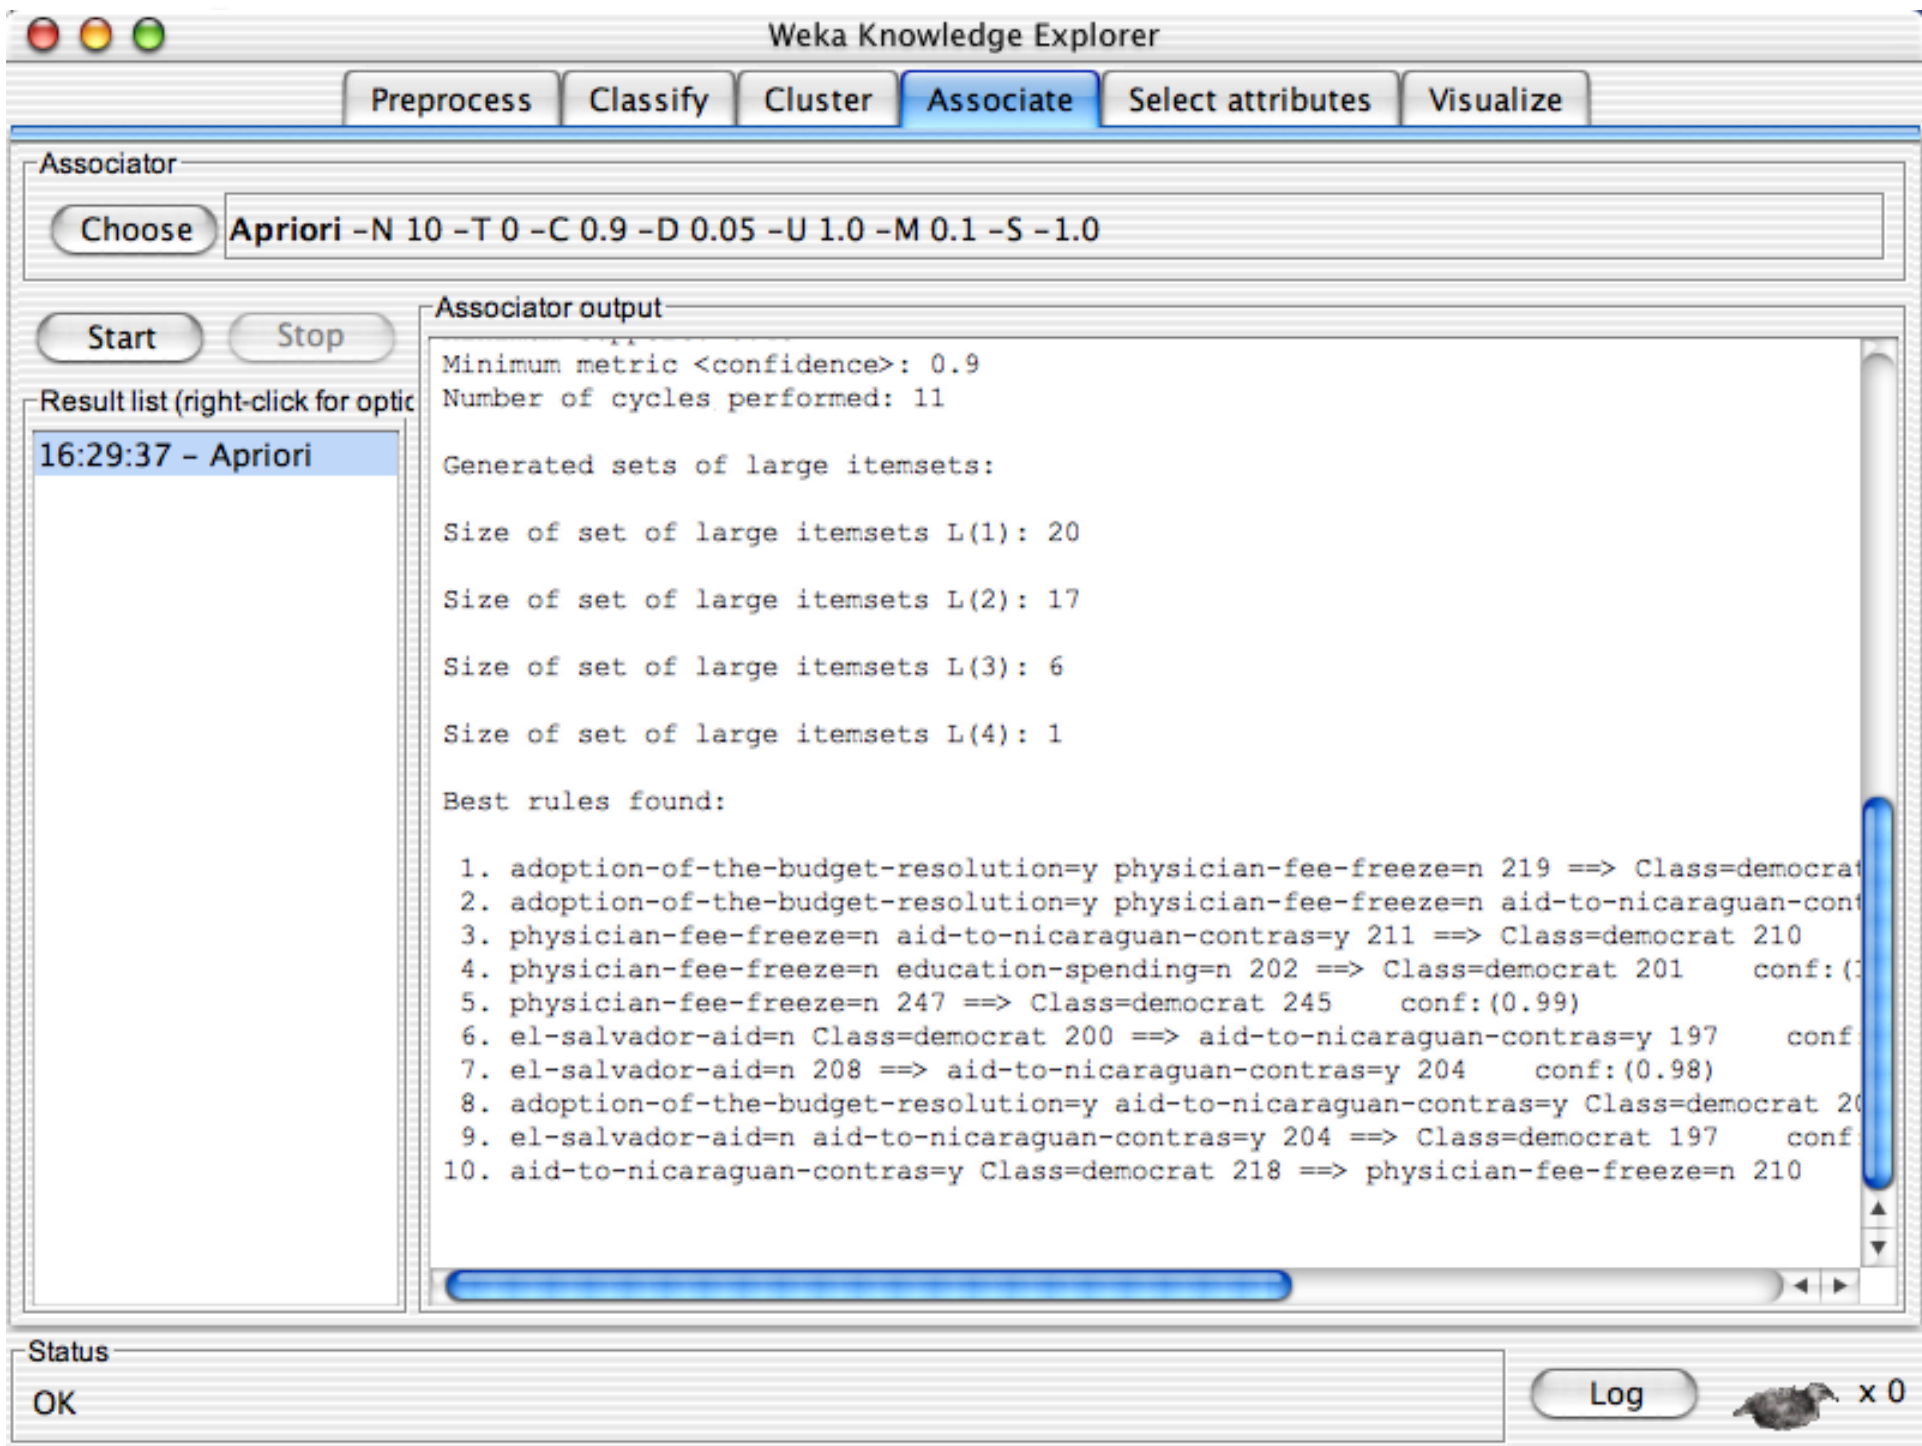 Weka Knowledge Explorer
Preprocess Classify Cluster Associate Select attributes Visualize
Associator
Choose Apriori -N 10 -T 0 -C 0.9 -D 0.05 -U 1.0 -M 0.1 -S -1.0
Start Stop
Result list (right-click for optic
16:29:37 - Apriori
Associator output
Minimum metric <confidence>: 0.9
Number of cycles performed: 11
Generated sets of large itemsets:
Size of set of large itemsets L(1): 20
Size of set of large itemsets L(2): 17
Size of set of large itemsets L(3): 6
Size of set of large itemsets L(4): 1
Best rules found:
1. adoption-of-the-budget-resolution=y physician-fee-freeze=n 219 ==> Class=democrat
2. adoption-of-the-budget-resolution=y physician-fee-freeze=n aid-to-nicaraguan-cont
3. physician-fee-freeze=n aid-to-nicaraguan-contras=y 211 ==> Class=democrat 210
4. physician-fee-freeze=n education-spending=n 202 ==> Class=democrat 201 conf:(
5. physician-fee-freeze=n 247 ==> Class=democrat 245 conf:(0.99)
6. el-salvador-aid=n Class=democrat 200 ==> aid-to-nicaraguan-contras=y 197 conf
7. el-salvador-aid=n 208 ==> aid-to-nicaraguan-contras=y 204 conf:(0.98)
8. adoption-of-the-budget-resolution=y aid-to-nicaraguan-contras=y Class=democrat 20
9. el-salvador-aid=n aid-to-nicaraguan-contras=y 204 ==> Class=democrat 197 conf
10. aid-to-nicaraguan-contras=y Class=democrat 218 ==> physician-fee-freeze=n 210
Status
OK
Log x 0